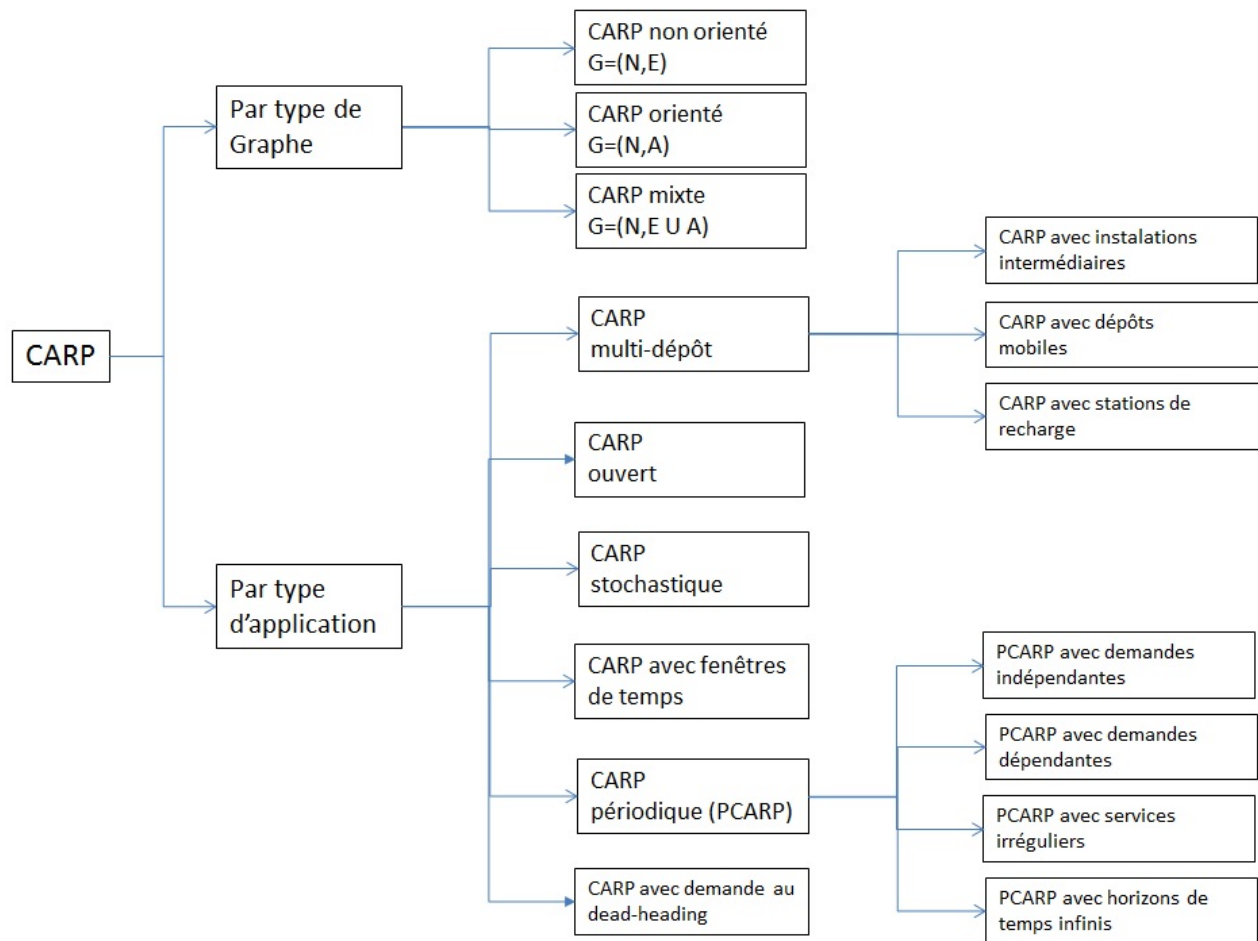 CARP
Par type de
Graphe
CARP non orienté
G=(N,E)
CARP orienté
G=(N,A)
CARP mixte
G=(N,E U A)
Par type
d’application
CARP
multi-dépôt
CARP avec instalations
intermédiaires
CARP avec dépôts
mobiles
CARP avec stations de
recharge
CARP
ouvert
CARP
stochastique
CARP avec fenêtres
de temps
CARP
périodique (PCARP)
PCARP avec demandes
indépendantes
PCARP avec demandes
dépendantes
PCARP avec services
irréguliers
PCARP avec horizons de
temps infinis
CARP avec demande au
dead-heading